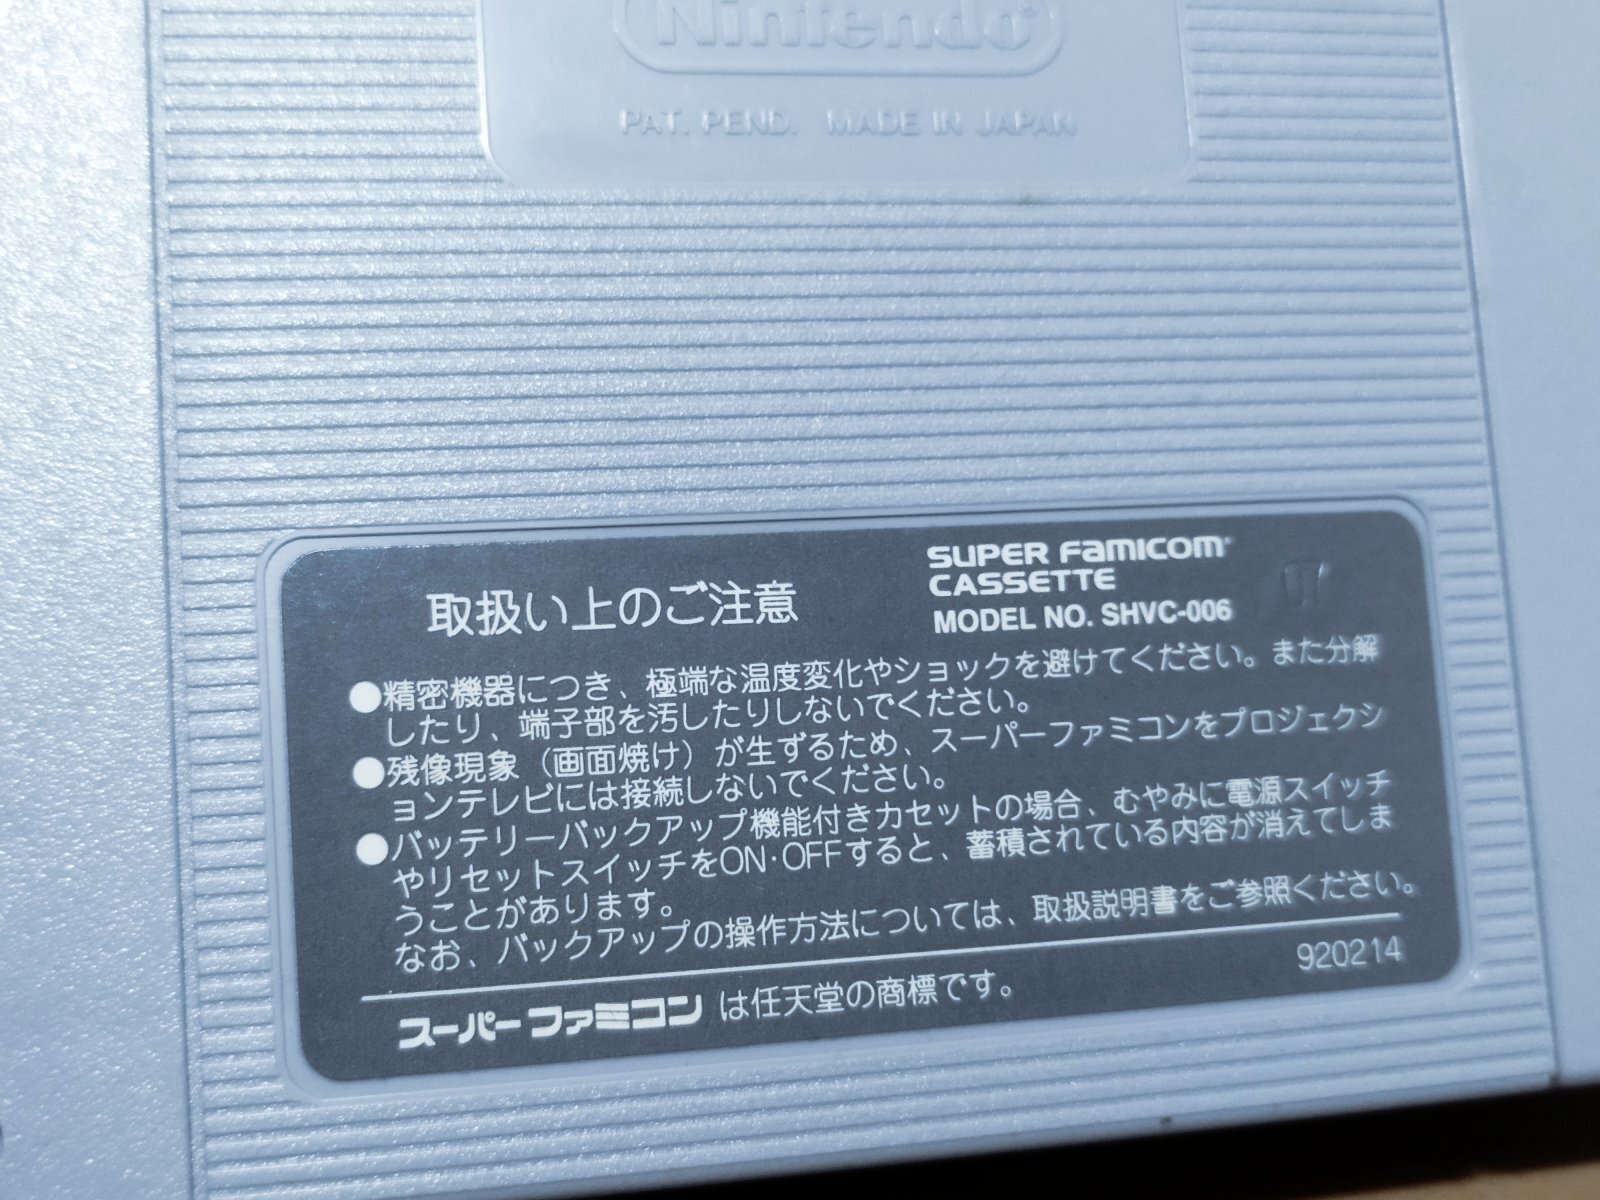 Nintendo®
PAT. PEND. MADE IN JAPAN
取扱い上のご注意
SUPER FAMICOM
CASSETTE
MODEL NO. SHVC-006
07
●精密機器につき、極端な温度変化やショックを避けてください。また分解
したり、端子部を汚したりしないでください。
●残像現象（画面焼け）が生ずるため、スーパーファミコンをプロジェクシ
ョンテレビには接続しないでください。
●バッテリーバックアップ機能付きカセットの場合、むやみに電源スイッチ
やリセットスイッチをON・OFFすると、蓄積されている内容が消えてしま
うことがあります。
なお、バックアップの操作方法については、取扱説明書をご参照ください。
スーパーファミコン は任天堂の商標です。
920214